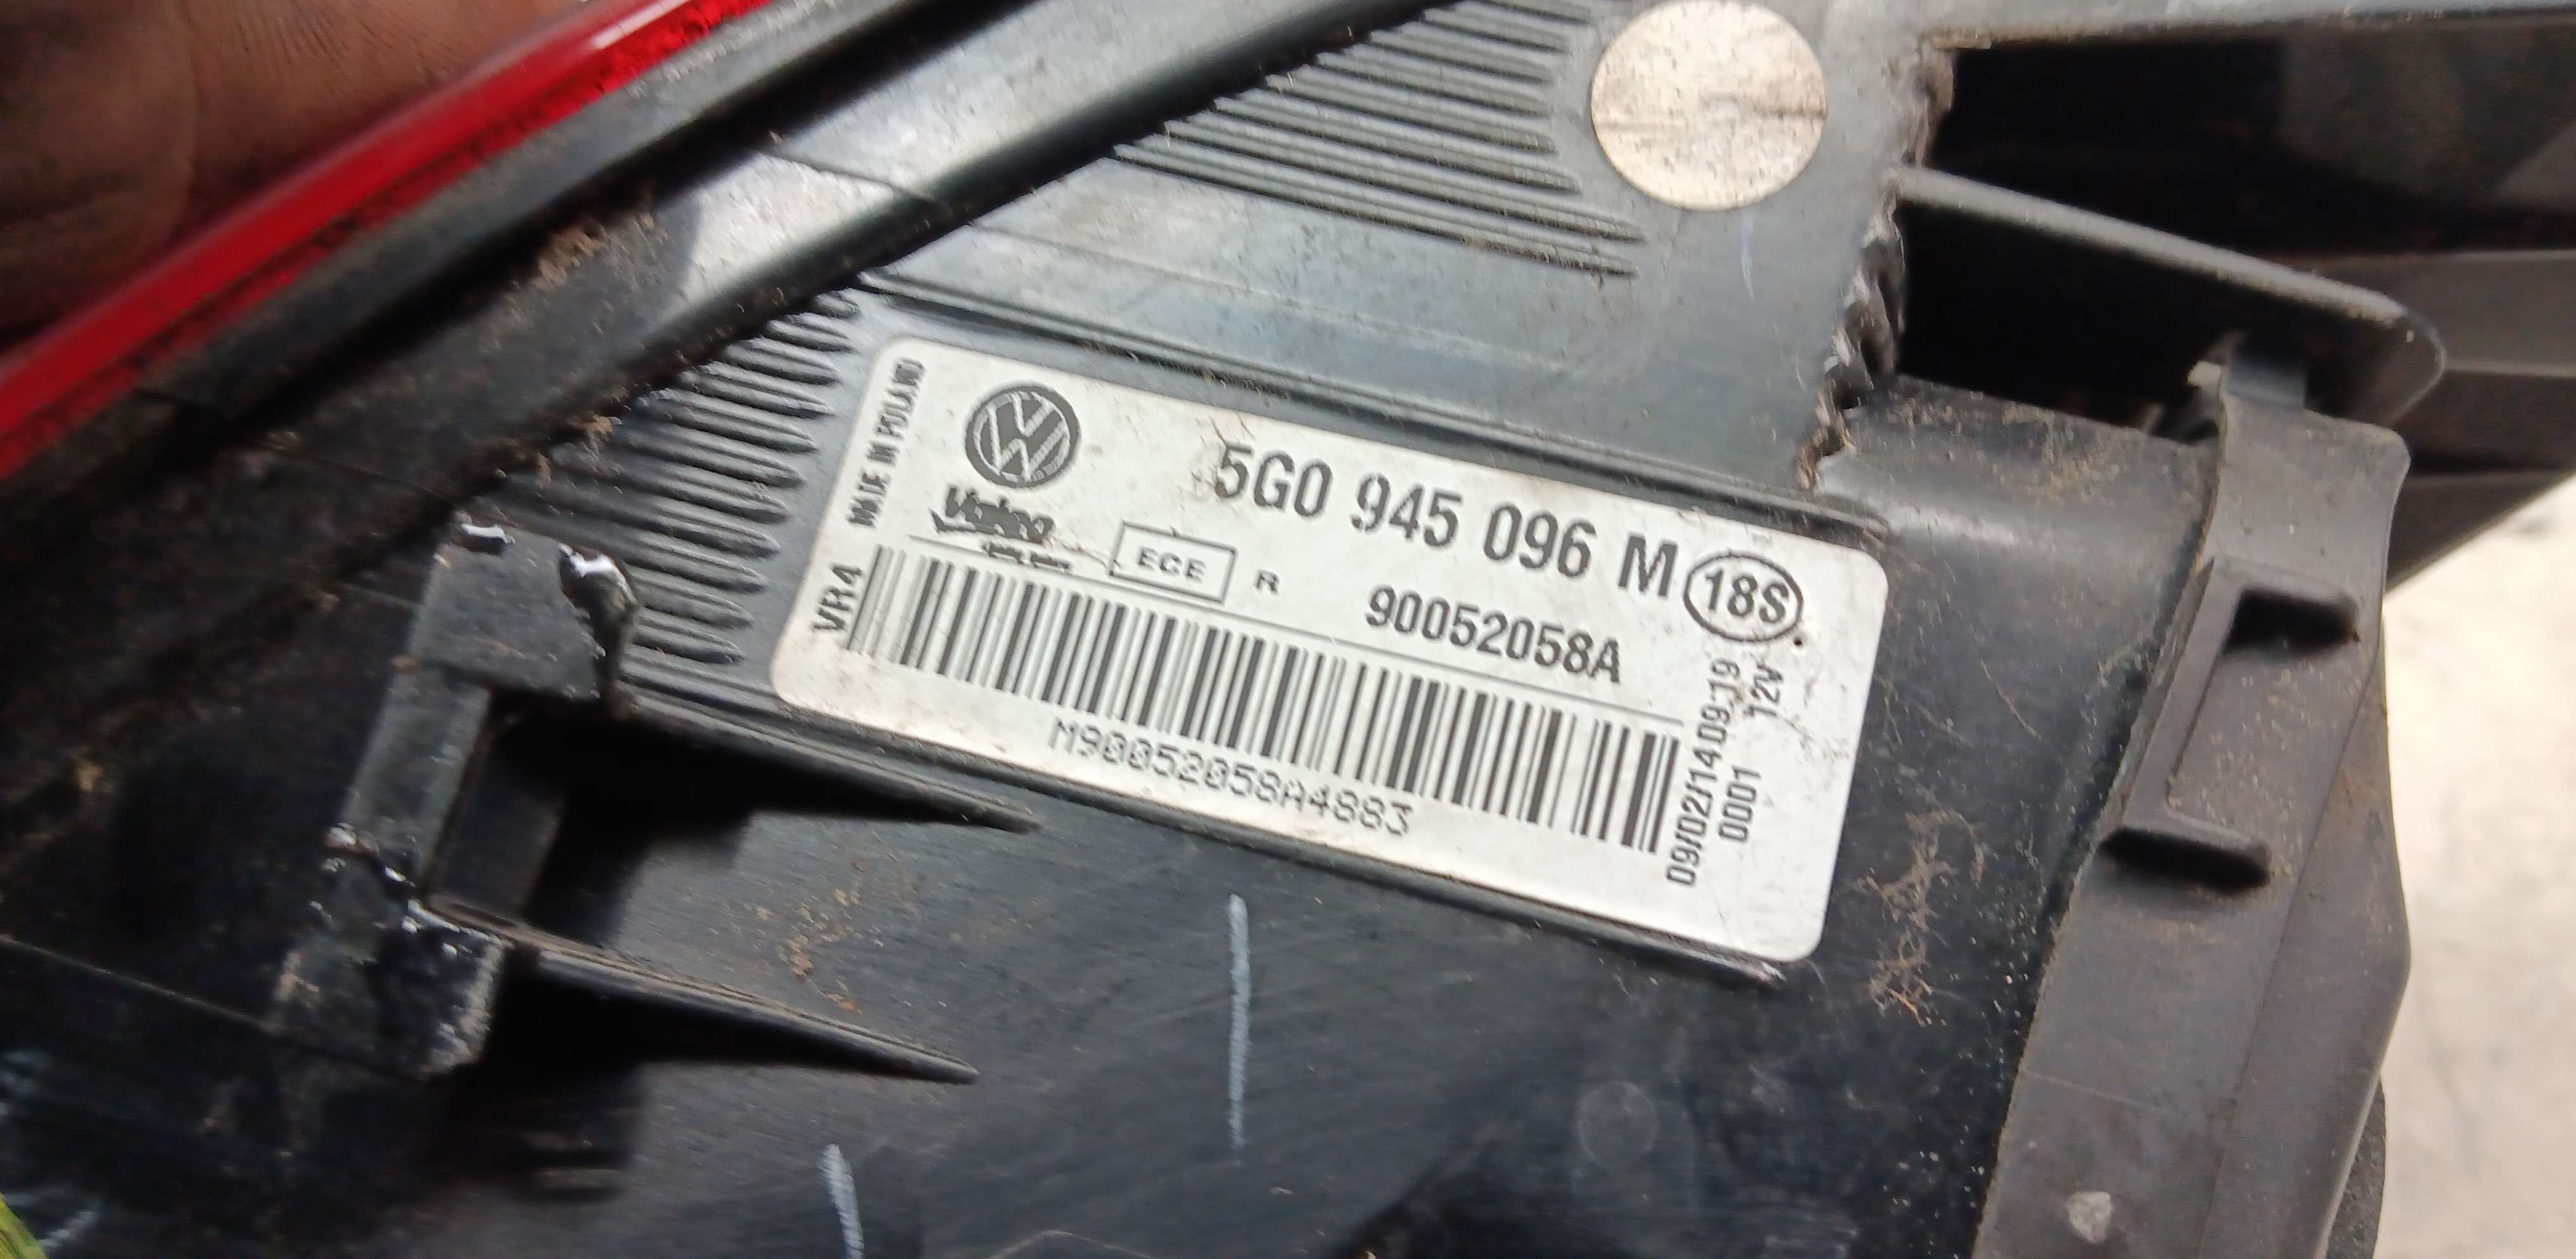 MADE IN POLAND
5G0 945 096 M 18S
Valeo
ECE R 90052058A
VR4
M90052058A4883
09/02/14 09:19 12V
0001